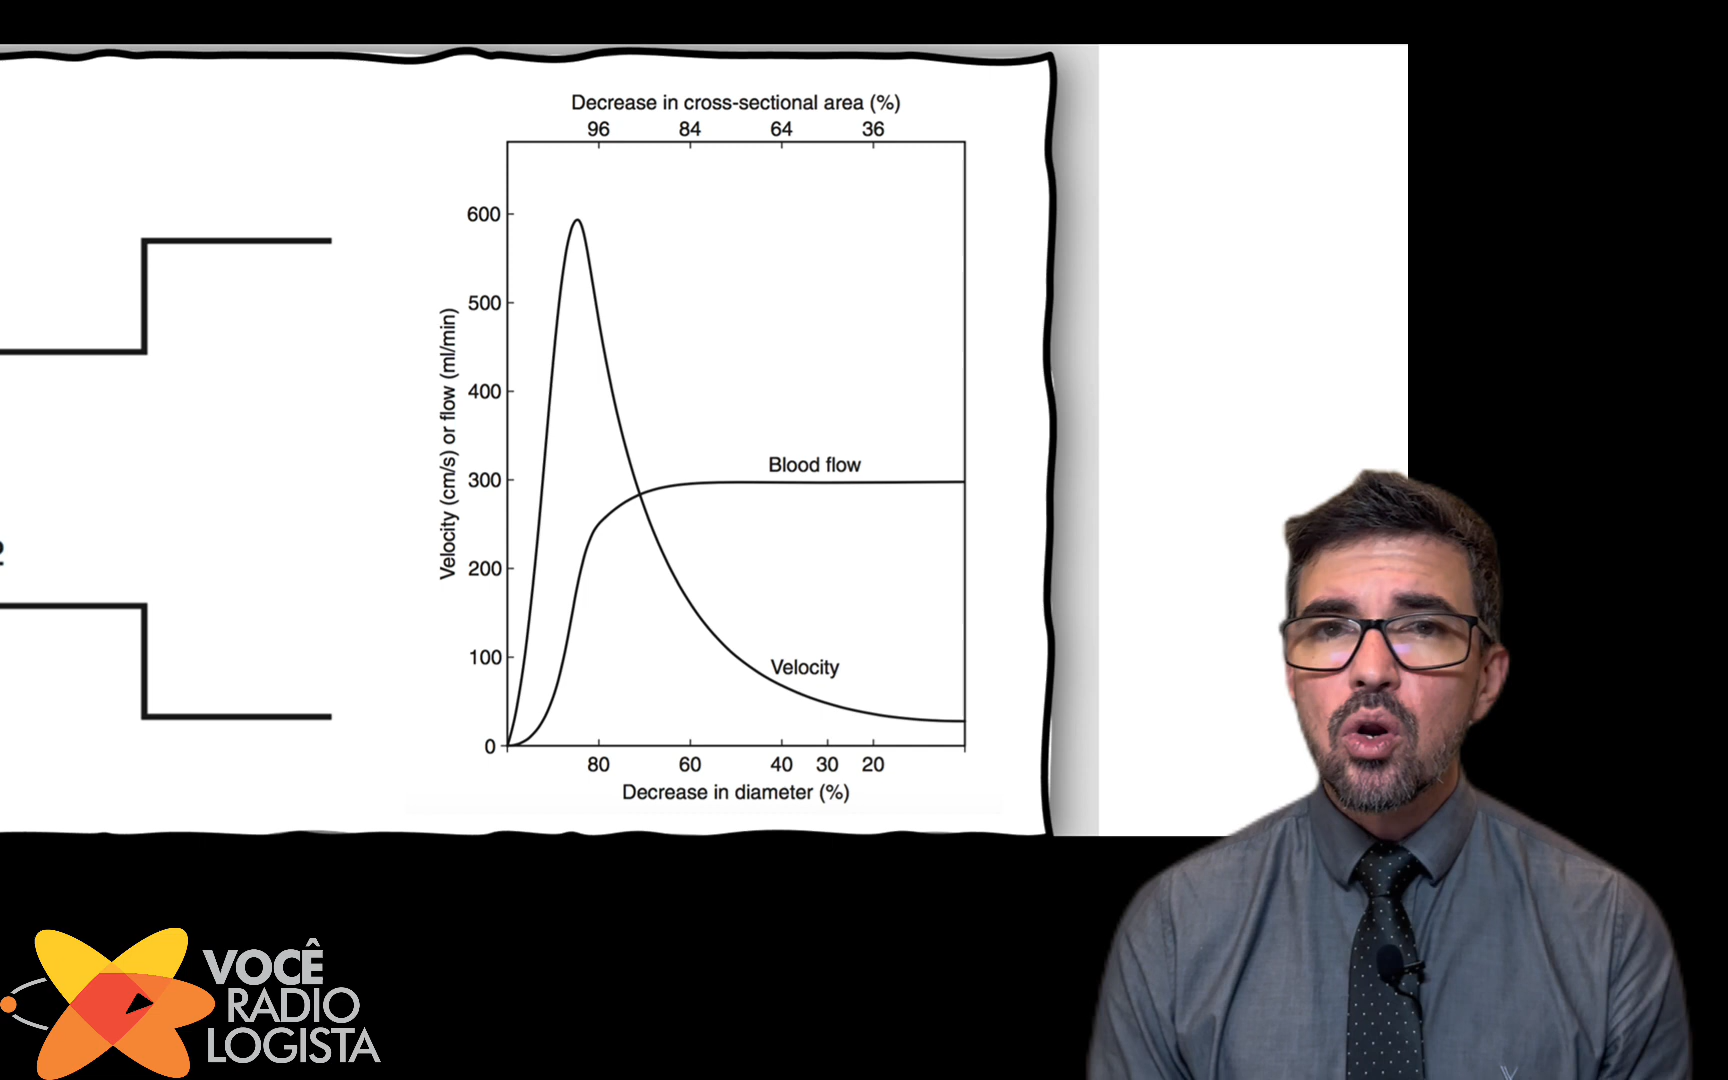 Decrease in cross-sectional area (%)
96 84 64 36
600
500
400
300
200
100
0
Velocity (cm/s) or flow (ml/min)
Blood flow
Velocity
80 60 40 30 20
Decrease in diameter (%)
2
VOCÊ
RADIO
LOGISTA